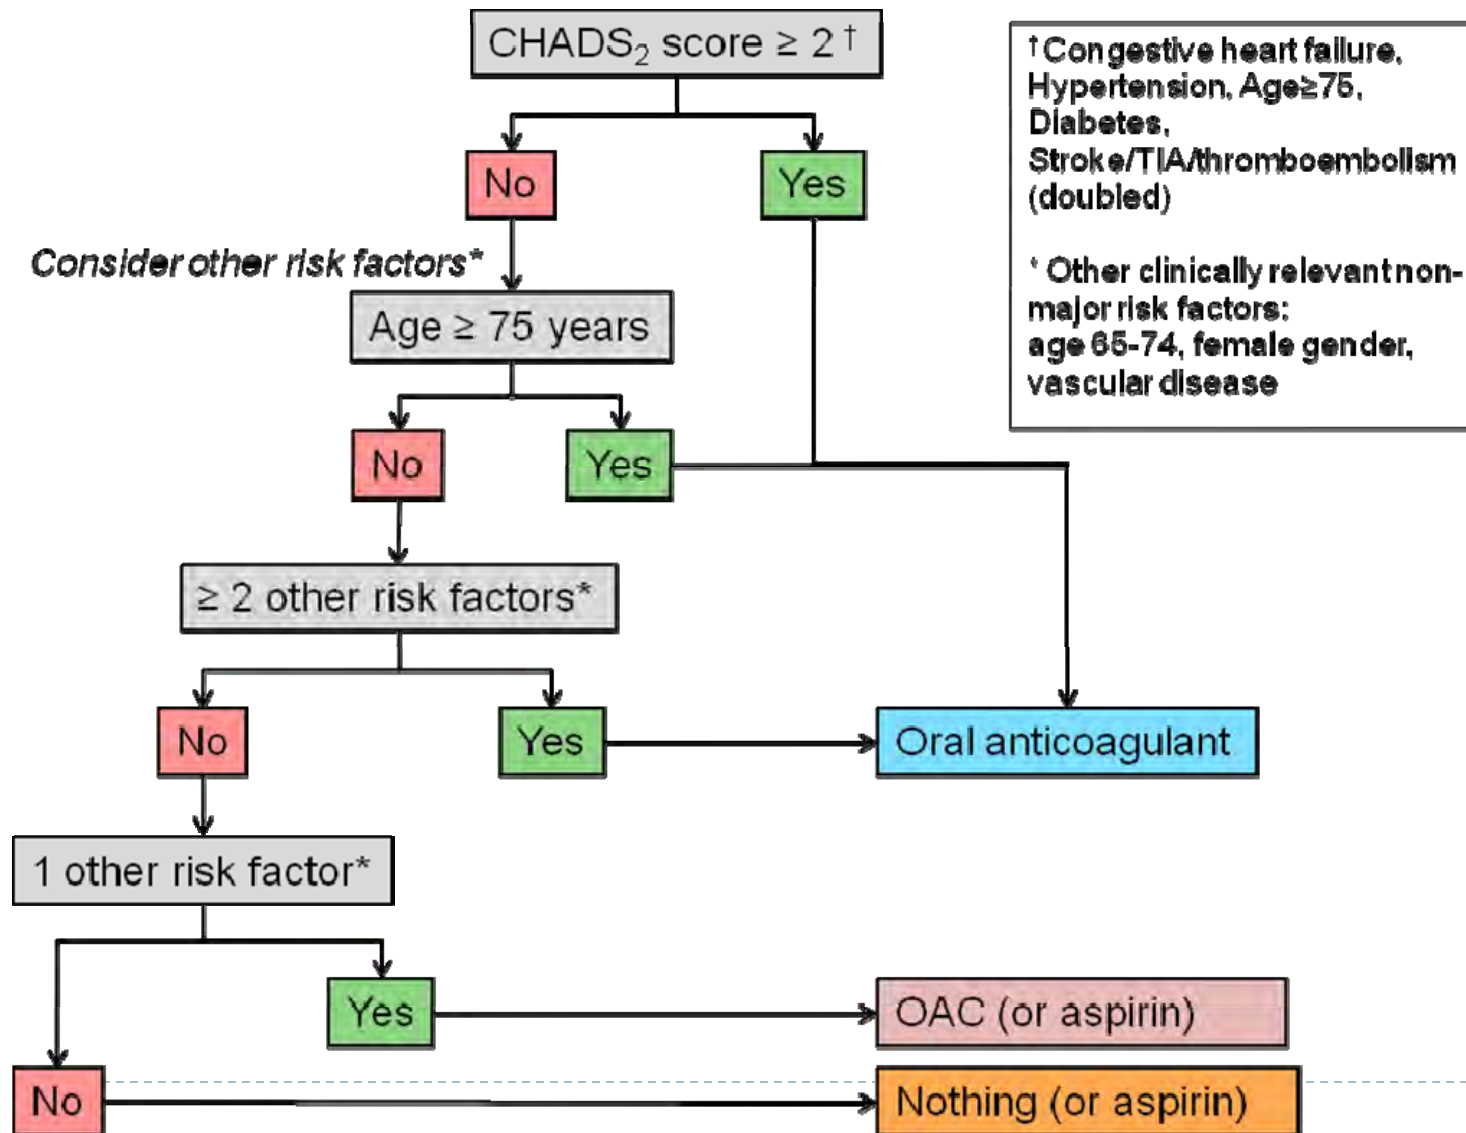 CHADS₂ score ≥ 2 †
No
Yes
Consider other risk factors*
Age ≥ 75 years
No
Yes
≥ 2 other risk factors*
No
Yes
Oral anticoagulant
1 other risk factor*
Yes
OAC (or aspirin)
No
Nothing (or aspirin)
† Congestive heart failure,
Hypertension, Age≥75,
Diabetes,
Stroke/TIA/thromboembolism
(doubled)
* Other clinically relevant non-
major risk factors:
age 65-74, female gender,
vascular disease